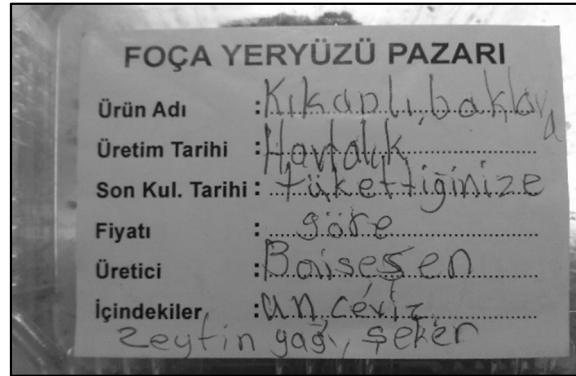 FOÇA YERYÜZÜ PAZARI
Ürün Adı : Kıkanlı, baklava
Üretim Tarihi : Haftalık
Son Kul. Tarihi : tükettiğinize
Fiyatı : göre
Üretici :
İçindekiler : un ceviz
zeytin yağı, şeker